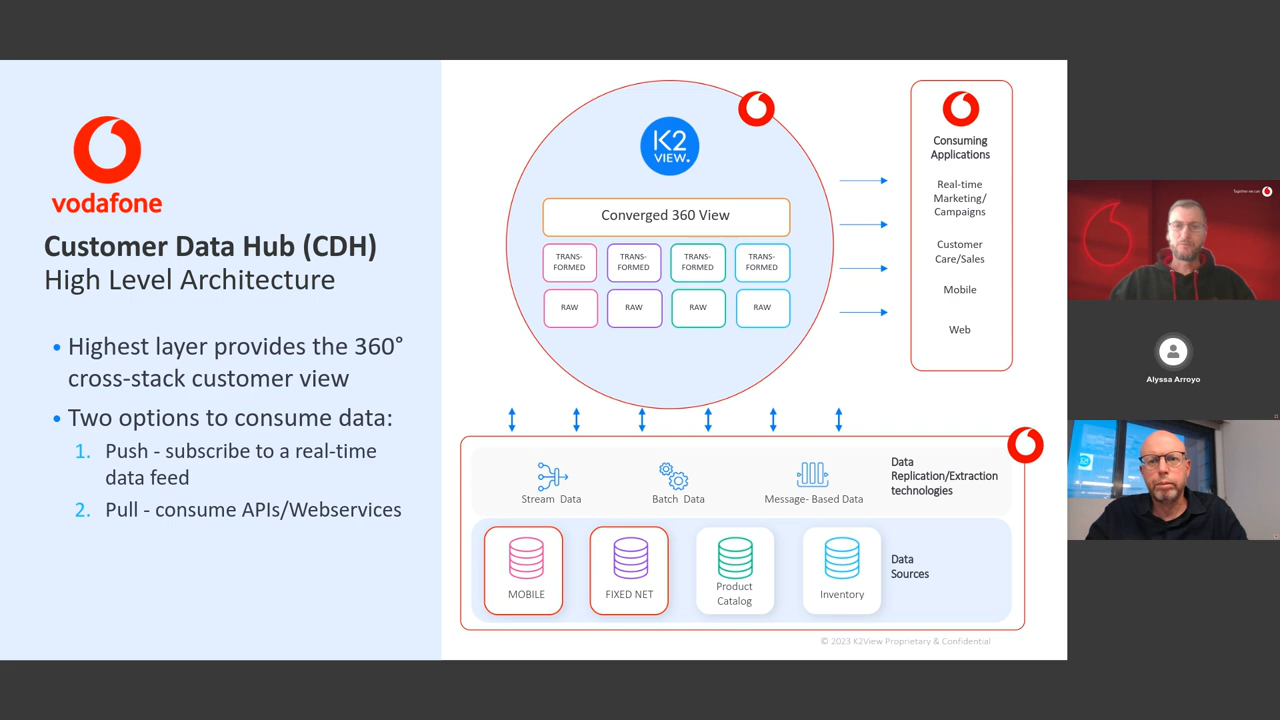 vodafone
Customer Data Hub (CDH)
High Level Architecture
• Highest layer provides the 360°
cross-stack customer view
• Two options to consume data:
1. Push - subscribe to a real-time
data feed
2. Pull - consume APIs/Webservices
K2
VIEW.
Converged 360 View
TRANS-
FORMED
TRANS-
FORMED
TRANS-
FORMED
TRANS-
FORMED
RAW
RAW
RAW
RAW
Consuming
Applications
Real-time
Marketing/
Campaigns
Customer
Care/Sales
Mobile
Web
Stream Data
Batch Data
Message- Based Data
Data
Replication/Extraction
technologies
MOBILE
FIXED NET
Product
Catalog
Inventory
Data
Sources
© 2023 K2View Proprietary & Confidential
Together we can
Alyssa Arroyo